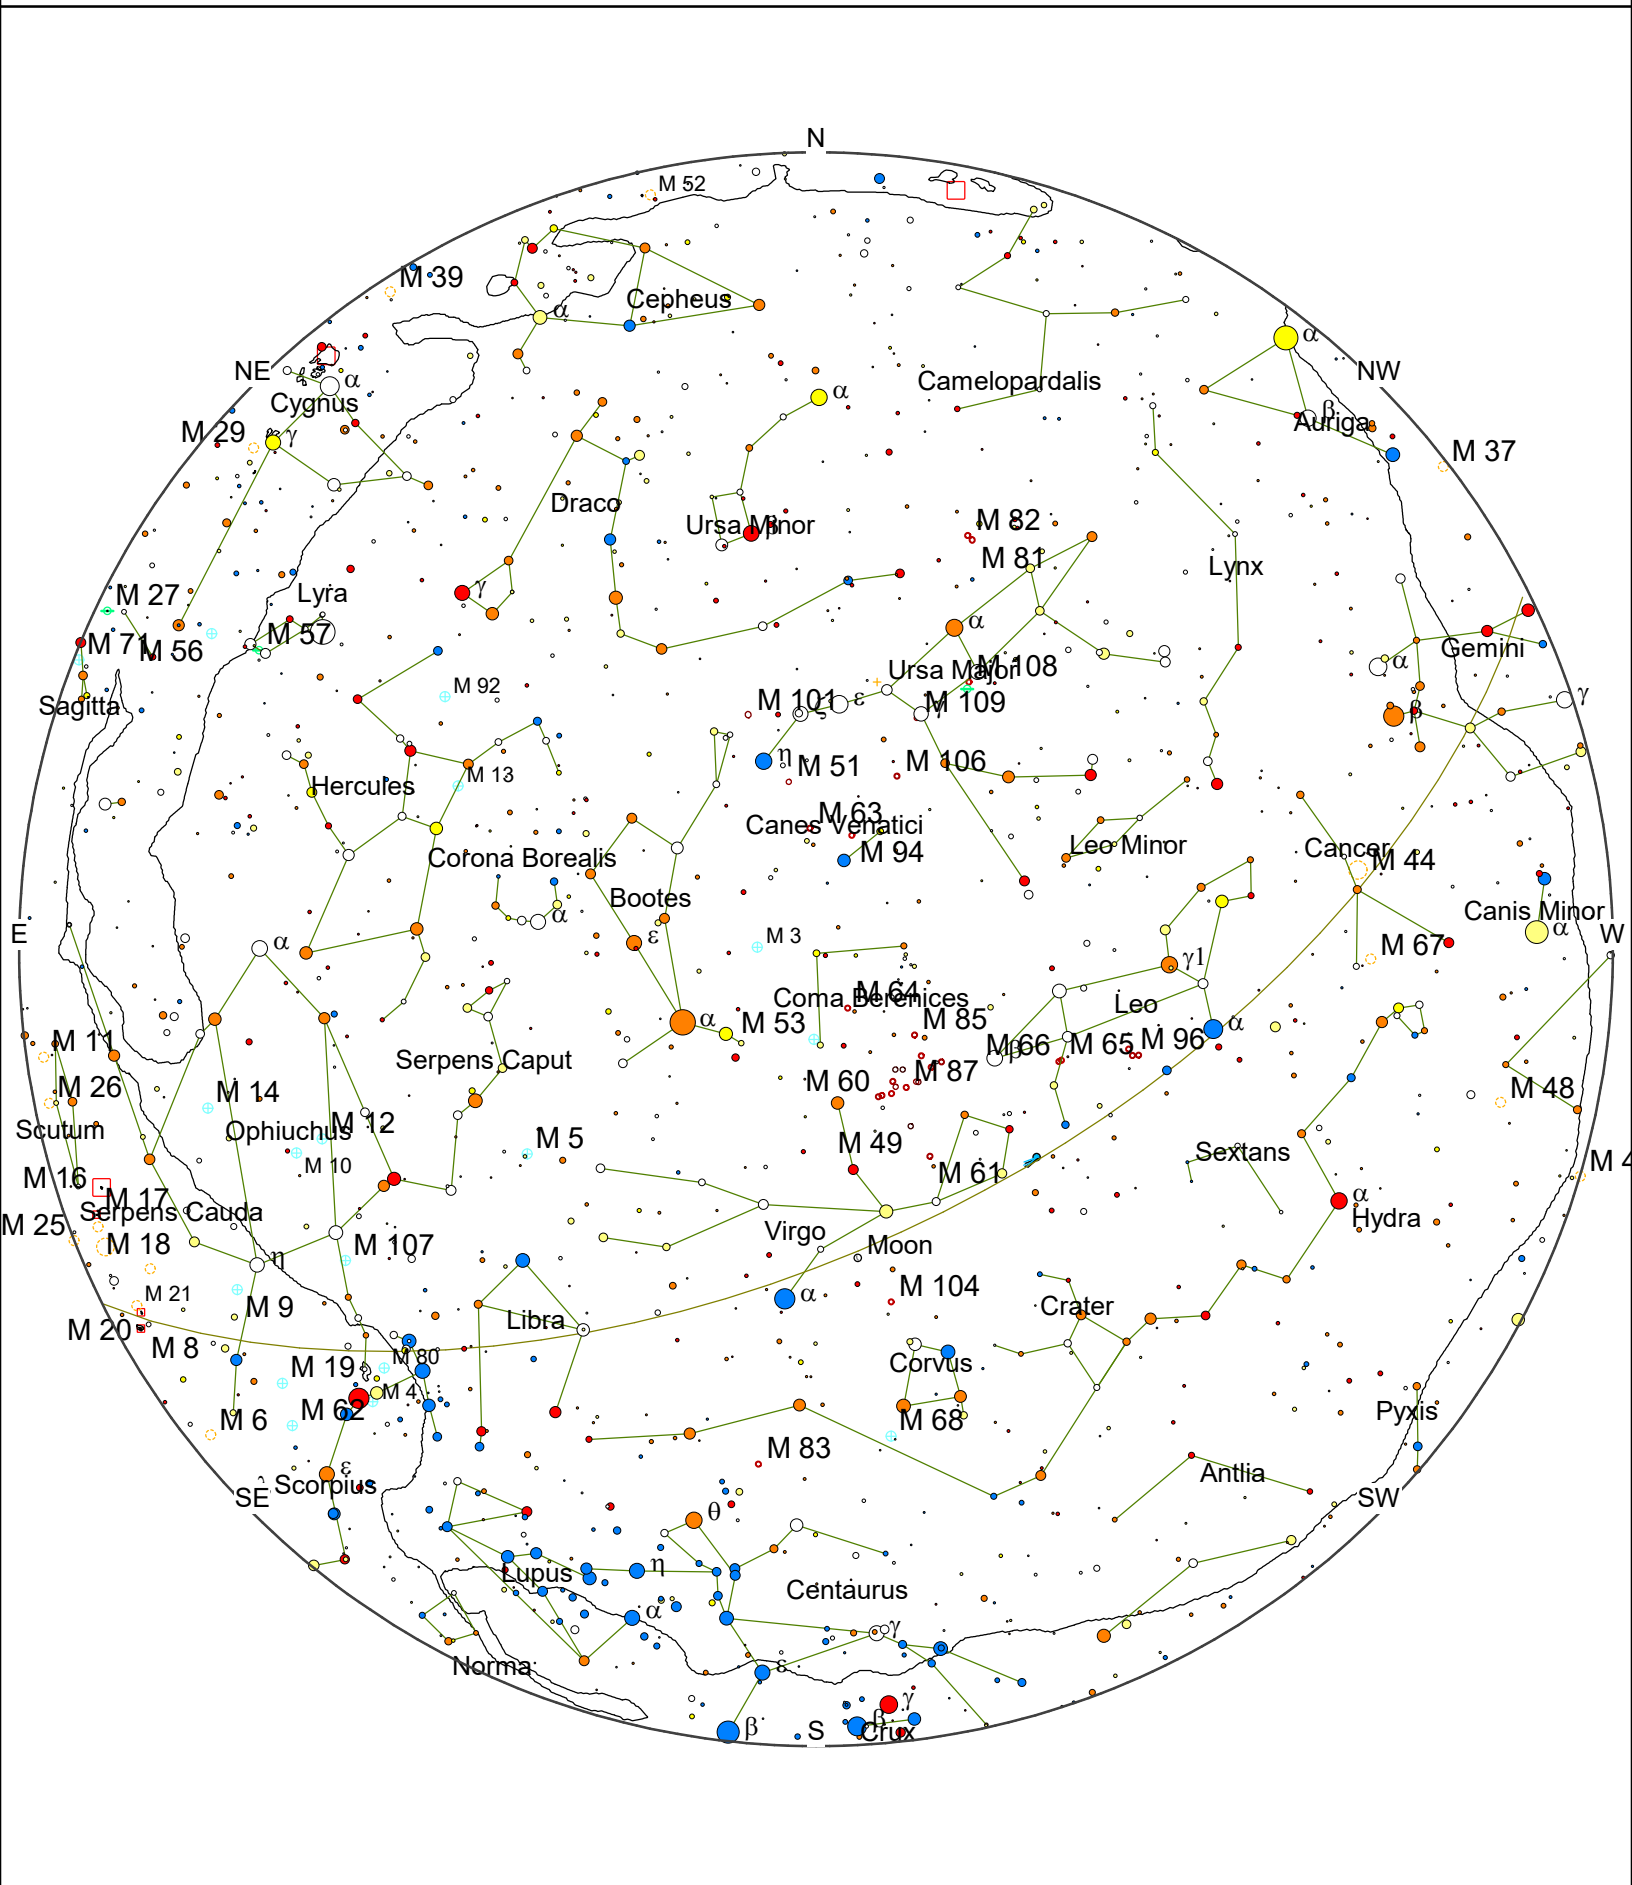 N
M 52
M 39
Cepheus
α
α
NE
α
NW
Camelopardalis
α
Cygnus
β
Auriga
M 29
γ
M 37
Draco
Ursa Minor
β
M 82
M 81
Lynx
γ
Lyra
M 27
M 57
M 71
M 56
α
Gemini
α
Ursa Major
M 108
M 92
Sagitta
M 101
ζ
ε
M 109
γ
β
γ
η
M 51
M 106
M 13
Hercules
M 63
Canes Venatici
M 94
Leo Minor
Cancer
M 44
Corona Borealis
Bootes
α
Canis Minor
α
E
α
ε
M 3
W
M 67
γ1
Coma Berenices
M 64
Leo
α
M 53
M 85
α
M 11
Serpens Caput
M 66
β
M 65
M 96
M 87
M 60
M 26
M 14
M 48
Scutum
Ophiuchus
M 12
M 5
M 49
M 10
Sextans
M 4
M 16
M 61
M 17
α
Serpens Cauda
Hydra
M 25
M 18
M 107
Virgo
Moon
η
M 21
M 9
α
M 104
Libra
Crater
M 20
M 8
M 19
M 80
Corvus
M 4
M 62
M 6
M 68
Pyxis
M 83
ε
Antlia
SE
Scorpius
SW
θ
Lupus
η
Centaurus
α
γ
Norma
ε
γ
β
S
β
Crux